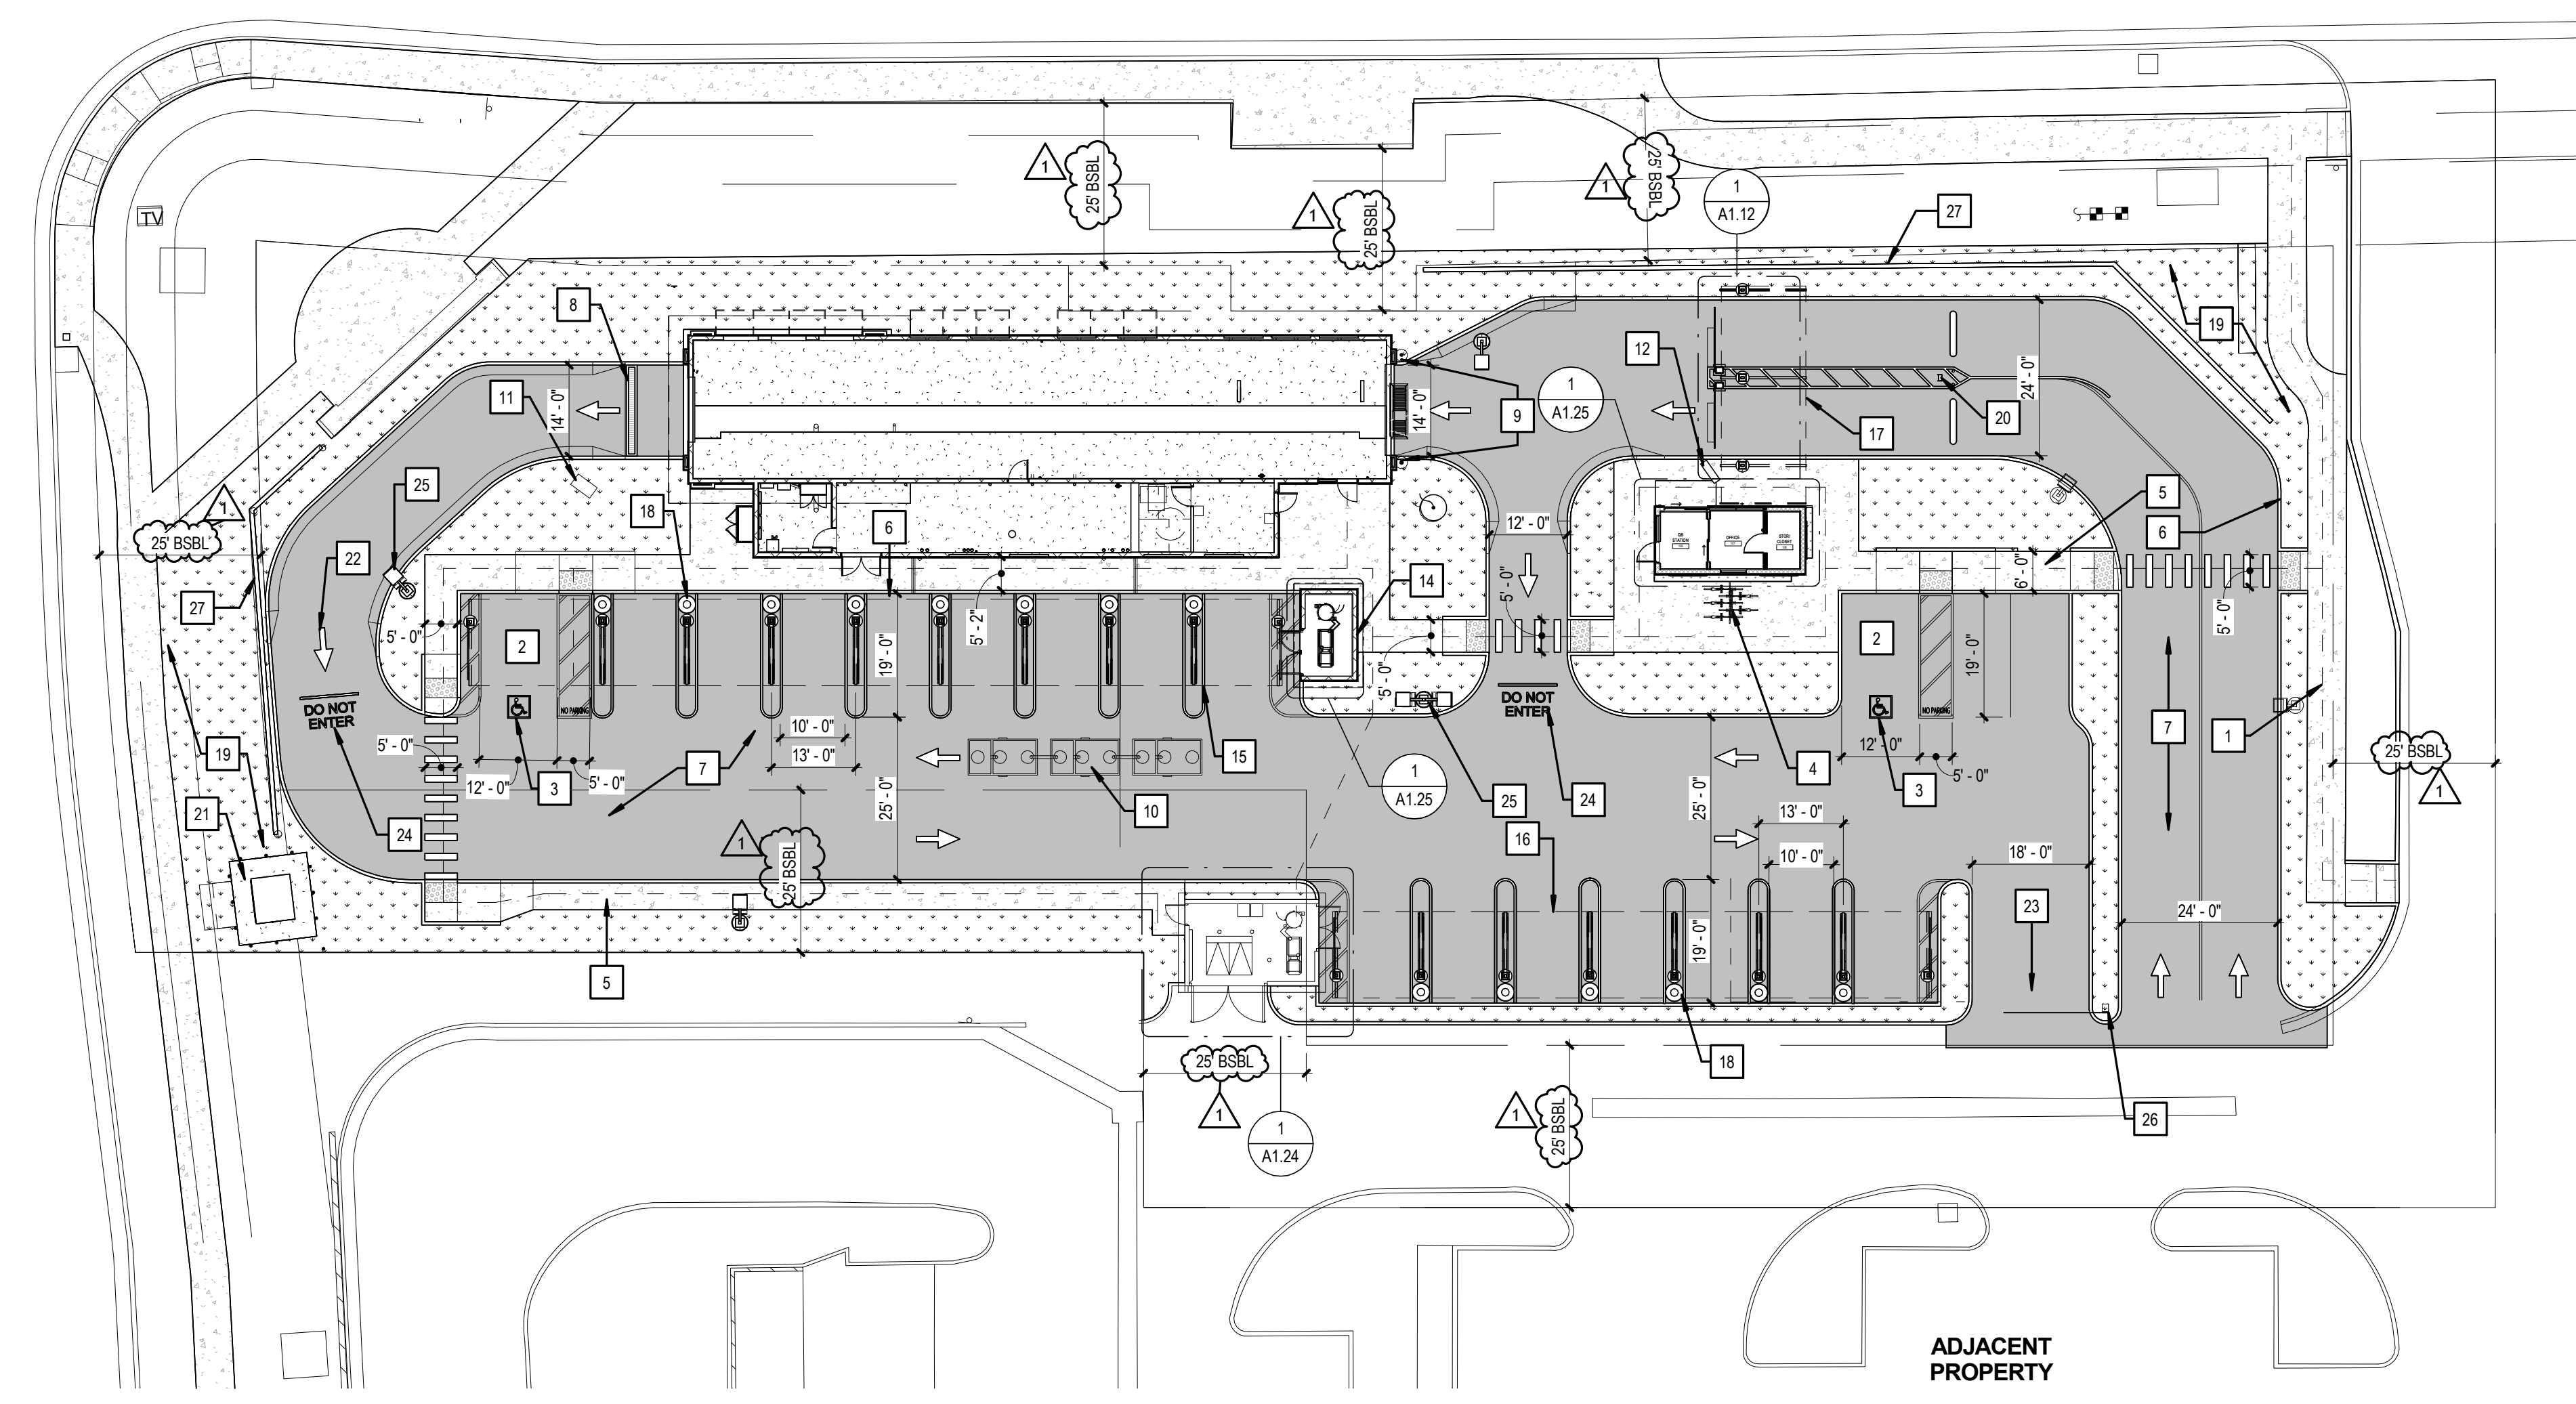 TV
1
25' BSBL
1
25' BSBL
1
25' BSBL
1
A1.12
27
8
12
19
11
14' - 0"
14' - 0"
9
1
A1.25
24' - 0"
20
17
25
1
25' BSBL
18
6
12' - 0"
QB
STATION
OFFICE
STOR/
CLOSET
5
6
22
27
5' - 0"
2
5' - 2"
19' - 0"
14
5' - 0"
6' - 0"
5' - 0"
2
19' - 0"
DO NOT
ENTER
NO PARKING
10' - 0"
13' - 0"
5' - 0"
DO NOT
ENTER
NO PARKING
7
1
19
5' - 0"
12' - 0"
3
5' - 0"
7
15
12' - 0"
5' - 0"
4
3
25' BSBL
1
21
24
10
25' - 0"
1
A1.25
25
24
25' - 0"
16
13' - 0"
10' - 0"
18' - 0"
1
25' BSBL
23
24' - 0"
19' - 0"
5
18
25' BSBL
1
1
A1.24
1
25' BSBL
26
ADJACENT
PROPERTY